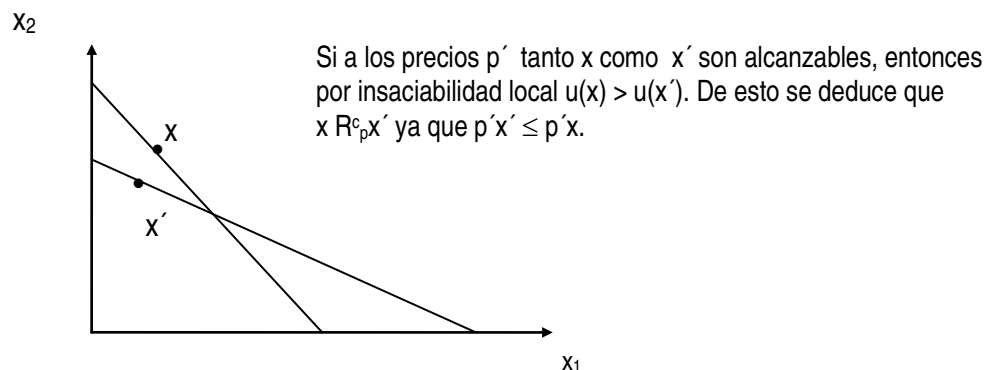 x₂
Si a los precios p´ tanto x como x´ son alcanzables, entonces
por insaciabilidad local u(x) > u(x´). De esto se deduce que
x Rᶜₚx´ ya que p´x´ ≤ p´x.
x
x´
x₁